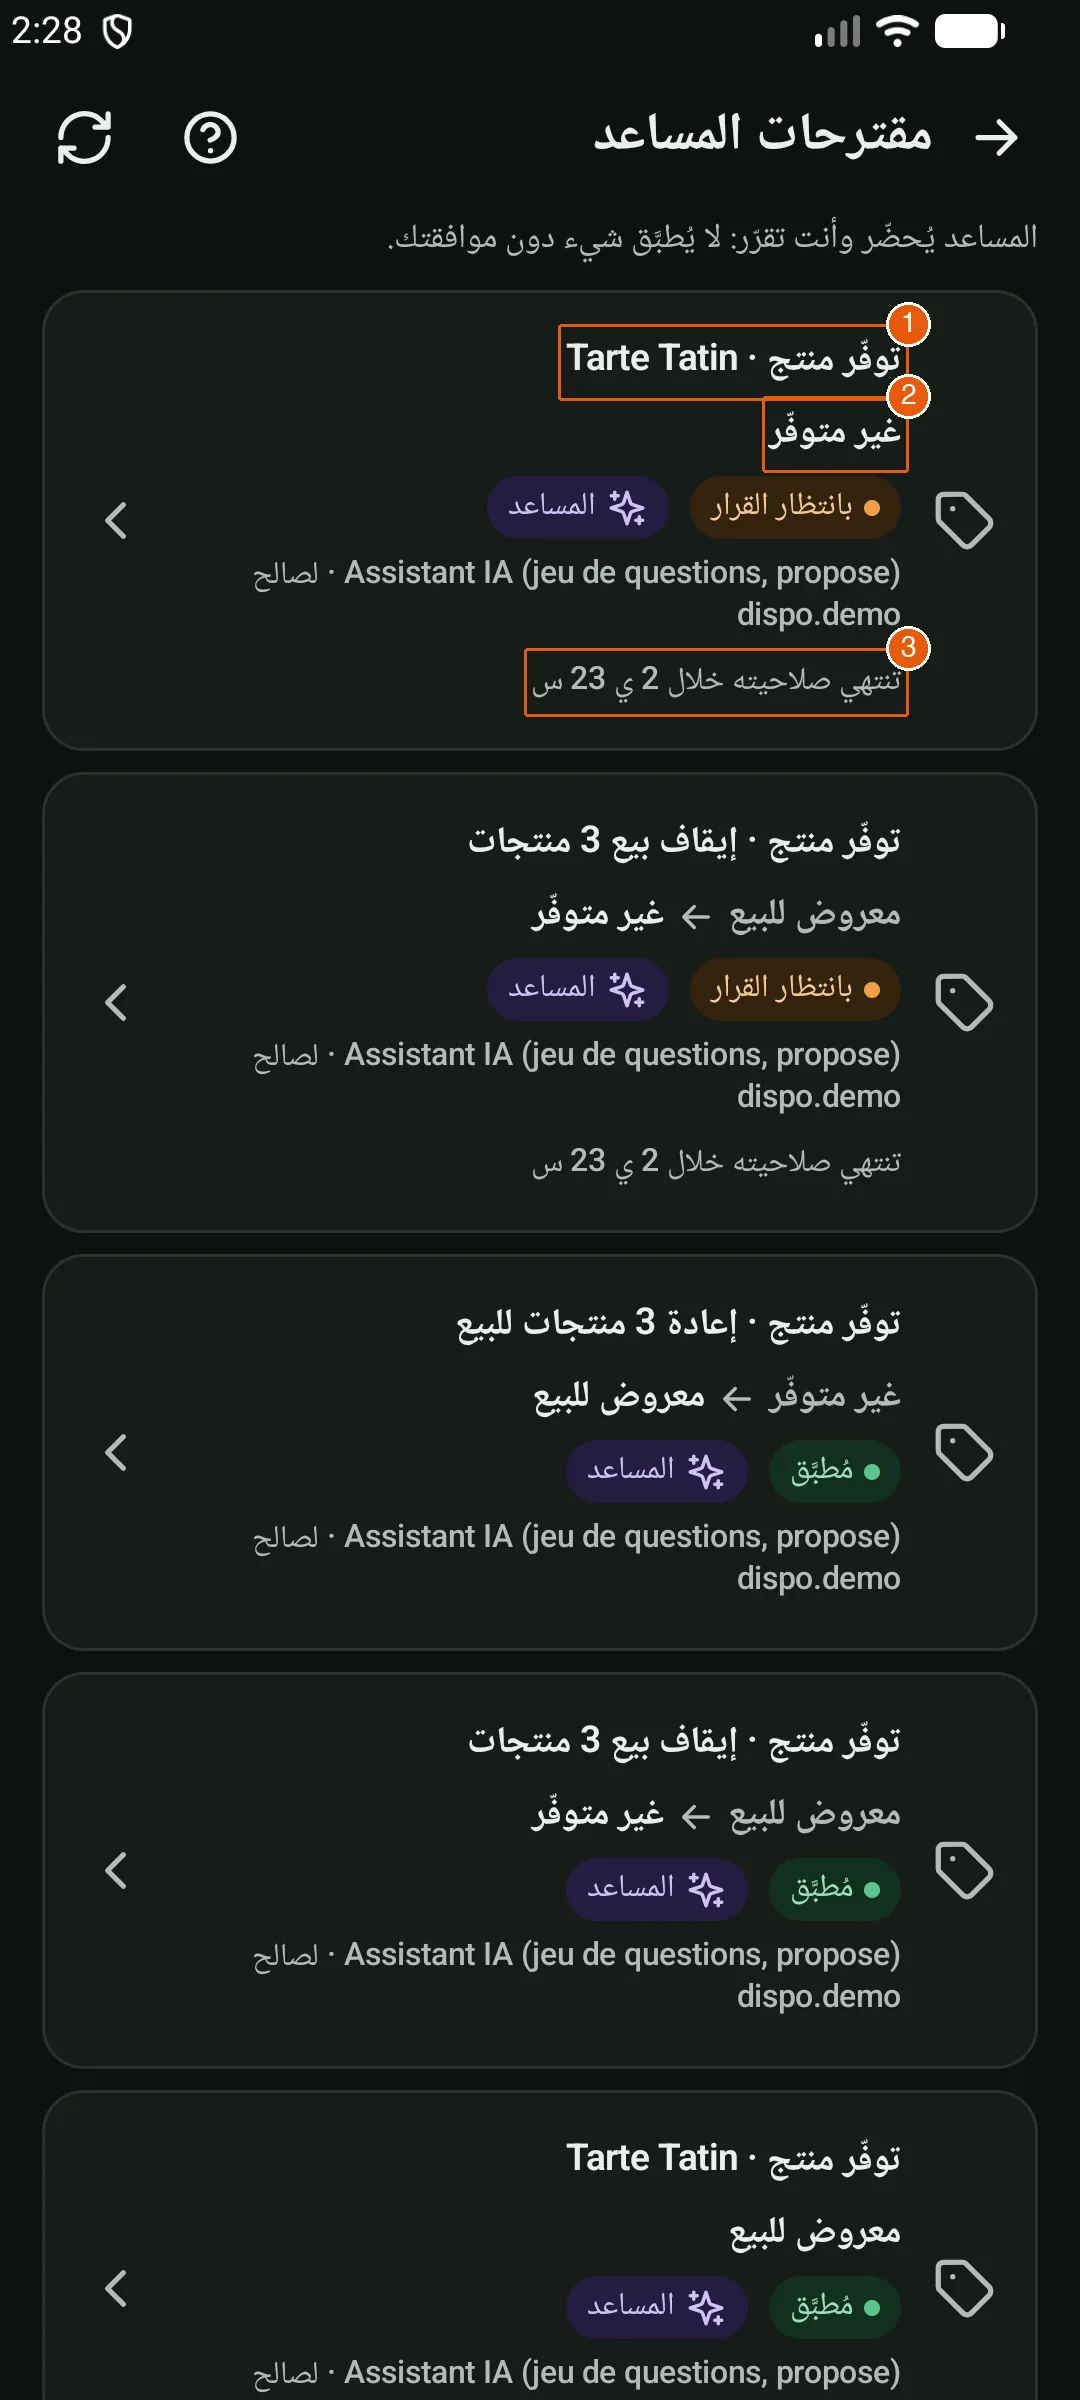 2:28
مقترحات المساعد
المساعد يُحضّر وأنت تقرّر: لا يُطبَّق شيء دون موافقتك.
1
توفّر منتج · Tarte Tatin
2
غير متوفّر
بانتظار القرار
المساعد
Assistant IA (jeu de questions, propose) · لصالح
dispo.demo
3
تنتهي صلاحيته خلال 2 ي 23 س
توفّر منتج · إيقاف بيع 3 منتجات
معروض للبيع ← غير متوفّر
بانتظار القرار
المساعد
Assistant IA (jeu de questions, propose) · لصالح
dispo.demo
تنتهي صلاحيته خلال 2 ي 23 س
توفّر منتج · إعادة 3 منتجات للبيع
غير متوفّر ← معروض للبيع
مُطبَّق
المساعد
Assistant IA (jeu de questions, propose) · لصالح
dispo.demo
توفّر منتج · إيقاف بيع 3 منتجات
معروض للبيع ← غير متوفّر
مُطبَّق
المساعد
Assistant IA (jeu de questions, propose) · لصالح
dispo.demo
توفّر منتج · Tarte Tatin
معروض للبيع
مُطبَّق
المساعد
Assistant IA (jeu de questions, propose) · لصالح